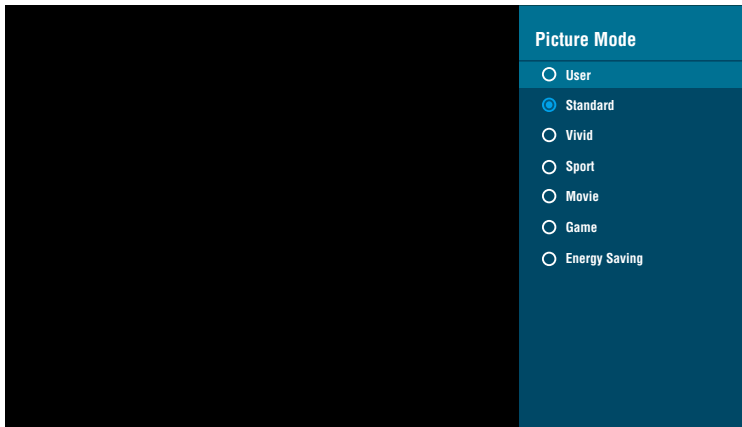 Picture Mode
User
Standard
Vivid
Sport
Movie
Game
Energy Saving